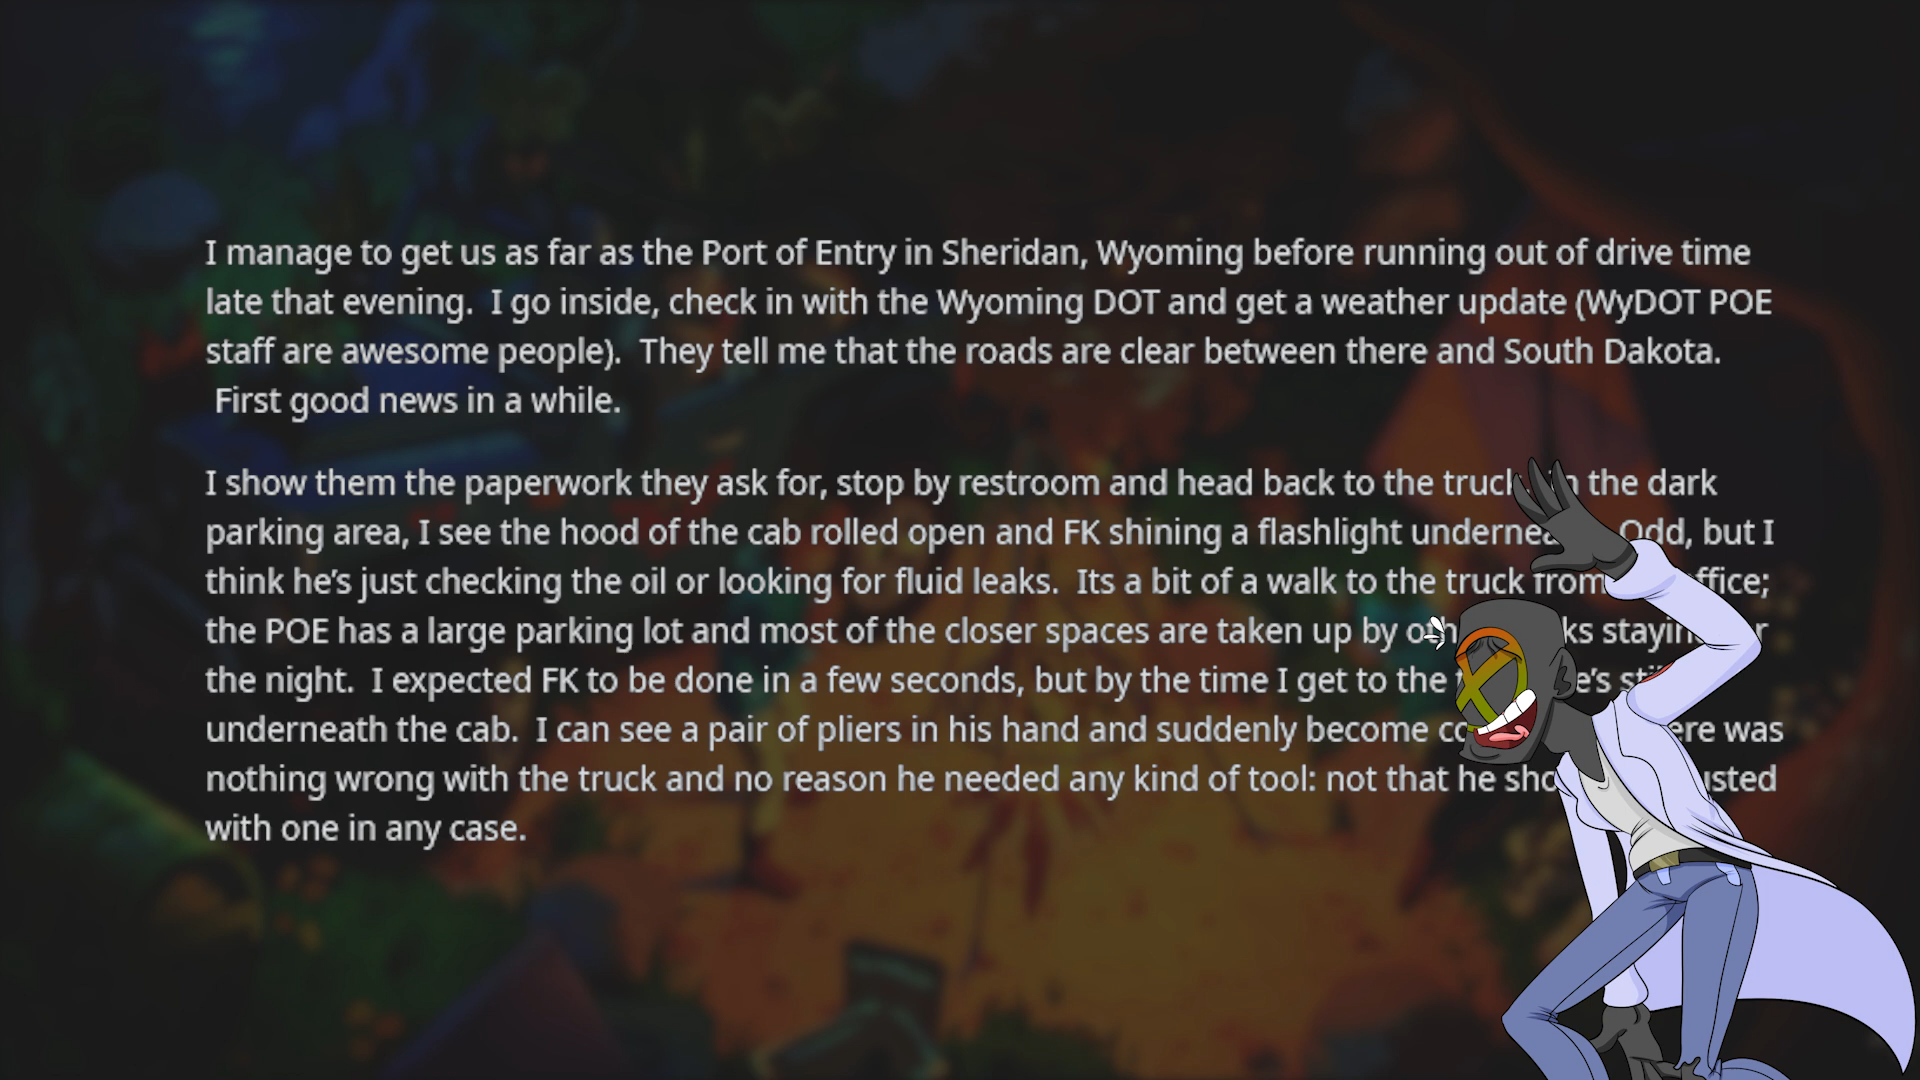 I manage to get us as far as the Port of Entry in Sheridan, Wyoming before running out of drive time
late that evening.  I go inside, check in with the Wyoming DOT and get a weather update (WyDOT POE
staff are awesome people).  They tell me that the roads are clear between there and South Dakota.
First good news in a while.
I show them the paperwork they ask for, stop by restroom and head back to the truck. the dark
parking area, I see the hood of the cab rolled open and FK shining a flashlight Odd, but I
think he’s just checking the oil or looking for fluid leaks.  Its a bit of a walk to the truck from
the POE has a large parking lot and most of the closer spaces are taken up by
the night.  I expected FK to be done in a few seconds, but by the time I get to the
underneath the cab.  I can see a pair of pliers in his hand and suddenly become was
nothing wrong with the truck and no reason he needed any kind of tool: not that he
with one in any case.